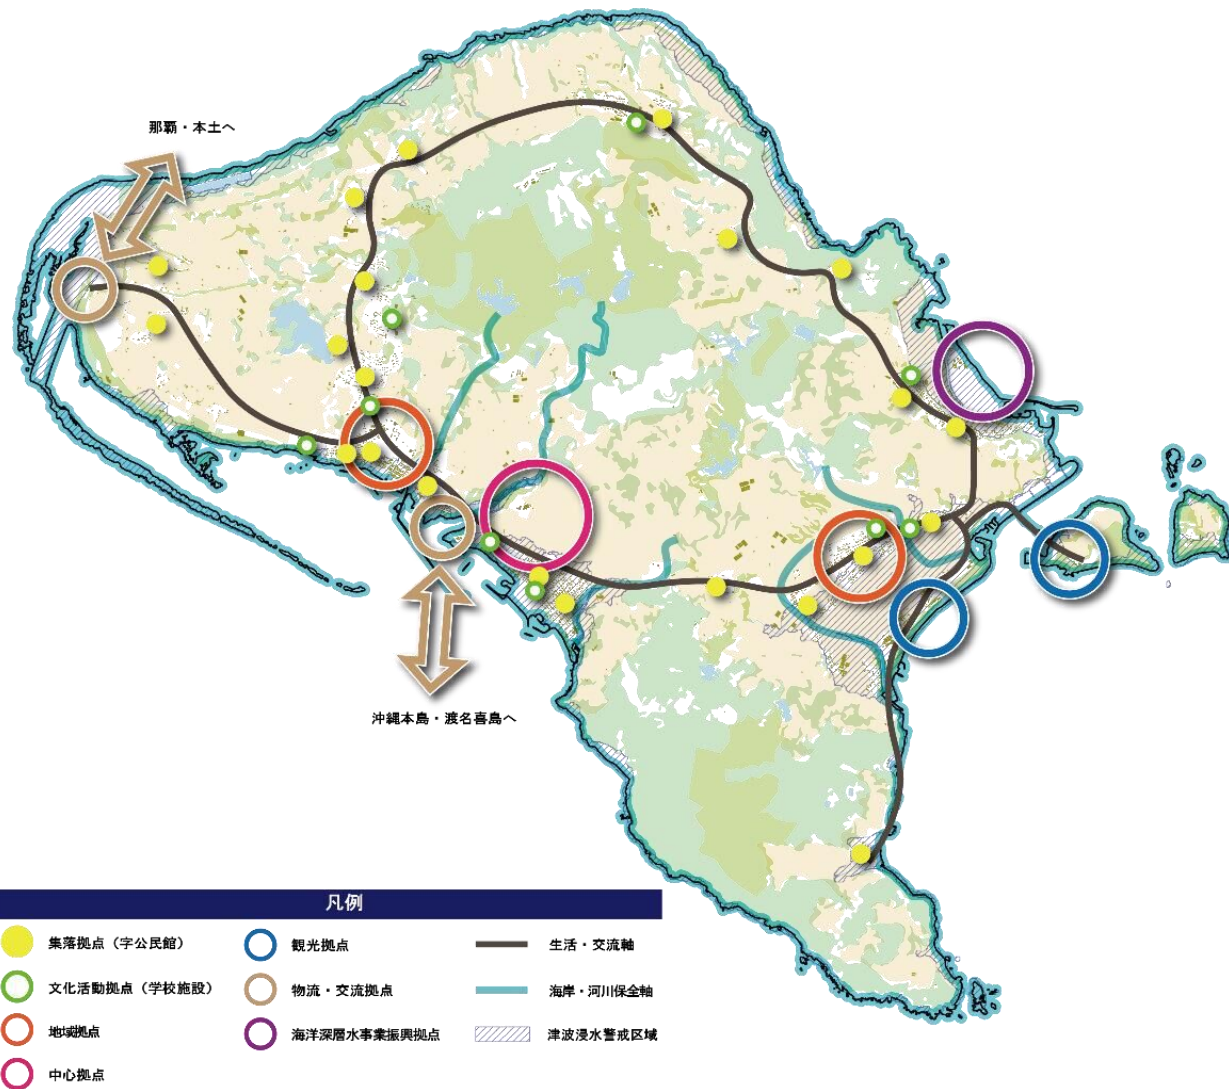 那覇・本土へ
沖縄本島・渡名喜島へ
凡例
集落拠点（字公民館）
文化活動拠点（学校施設）
地域拠点
中心拠点
観光拠点
物流・交流拠点
海洋深層水事業振興拠点
生活・交流軸
海岸・河川保全軸
津波浸水警戒区域